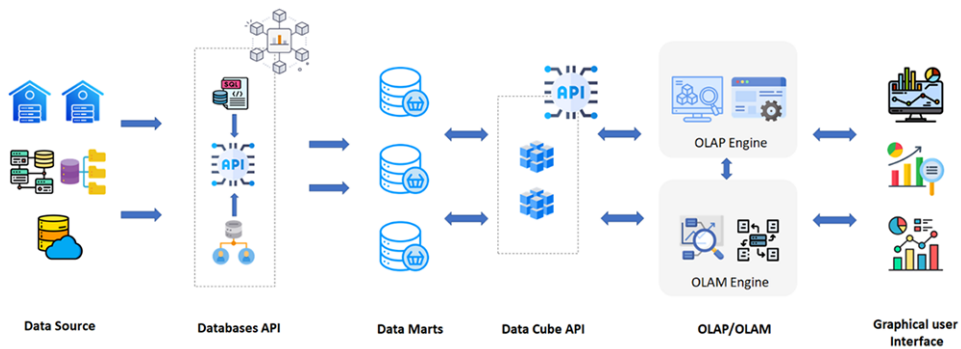 SQL
API
API
OLAP Engine
OLAM Engine
Data Source
Databases API
Data Marts
Data Cube API
OLAP/OLAM
Graphical user
Interface